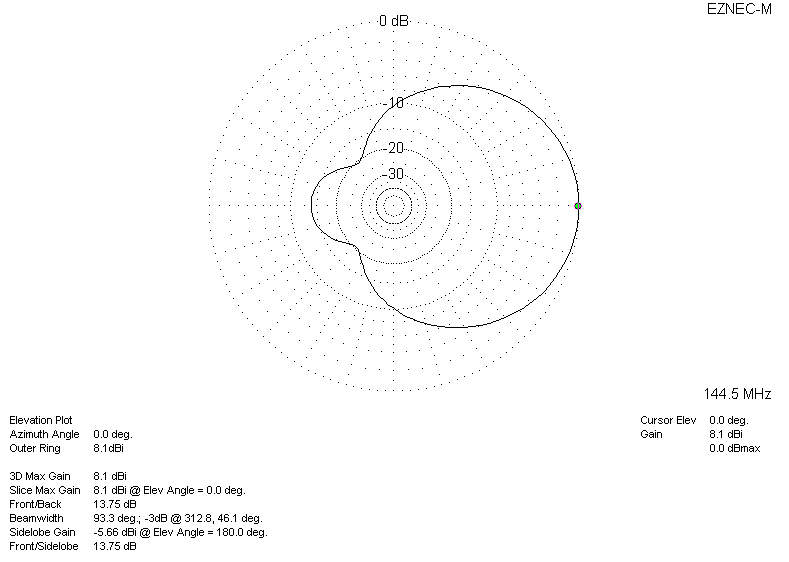 EZNEC-M
0 dB
-10
-20
-30
144.5 MHz
Elevation Plot
Azimuth Angle 0.0 deg.
Outer Ring 8.1dBi
Cursor Elev 0.0 deg.
Gain 8.1 dBi
0.0 dBmax
3D Max Gain 8.1 dBi
Slice Max Gain 8.1 dBi @ Elev Angle = 0.0 deg.
Front/Back 13.75 dB
Beamwidth 93.3 deg.; -3dB @ 312.8, 46.1 deg.
Sidelobe Gain -5.66 dBi @ Elev Angle = 180.0 deg.
Front/Sidelobe 13.75 dB